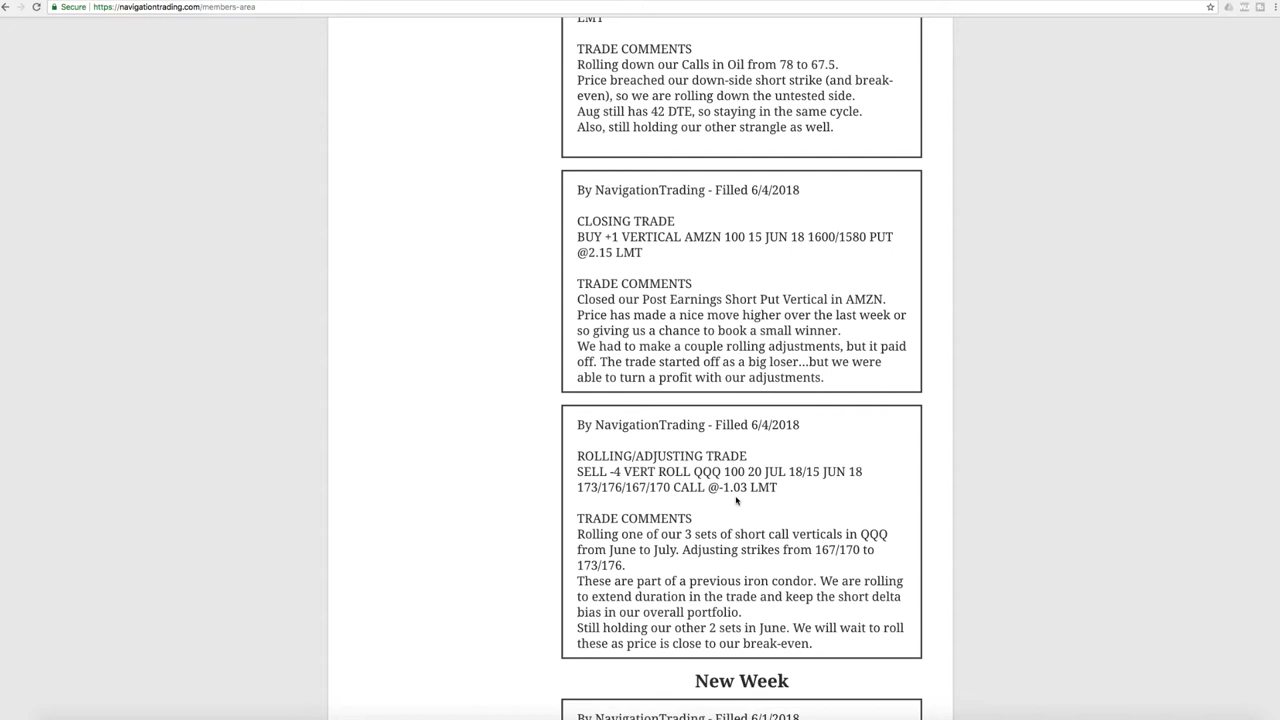 Secure https://navigationtrading.com/members-area
LMT
TRADE COMMENTS
Rolling down our Calls in Oil from 78 to 67.5.
Price breached our down-side short strike (and break-
even), so we are rolling down the untested side.
Aug still has 42 DTE, so staying in the same cycle.
Also, still holding our other strangle as well.
By NavigationTrading - Filled 6/4/2018
CLOSING TRADE
BUY +1 VERTICAL AMZN 100 15 JUN 18 1600/1580 PUT
@2.15 LMT
TRADE COMMENTS
Closed our Post Earnings Short Put Vertical in AMZN.
Price has made a nice move higher over the last week or
so giving us a chance to book a small winner.
We had to make a couple rolling adjustments, but it paid
off. The trade started off as a big loser...but we were
able to turn a profit with our adjustments.
By NavigationTrading - Filled 6/4/2018
ROLLING/ADJUSTING TRADE
SELL -4 VERT ROLL QQQ 100 20 JUL 18/15 JUN 18
173/176/167/170 CALL @-1.03 LMT
TRADE COMMENTS
Rolling one of our 3 sets of short call verticals in QQQ
from June to July. Adjusting strikes from 167/170 to
173/176.
These are part of a previous iron condor. We are rolling
to extend duration in the trade and keep the short delta
bias in our overall portfolio.
Still holding our other 2 sets in June. We will wait to roll
these as price is close to our break-even.
New Week
By NavigationTrading - Filled 6/1/2018